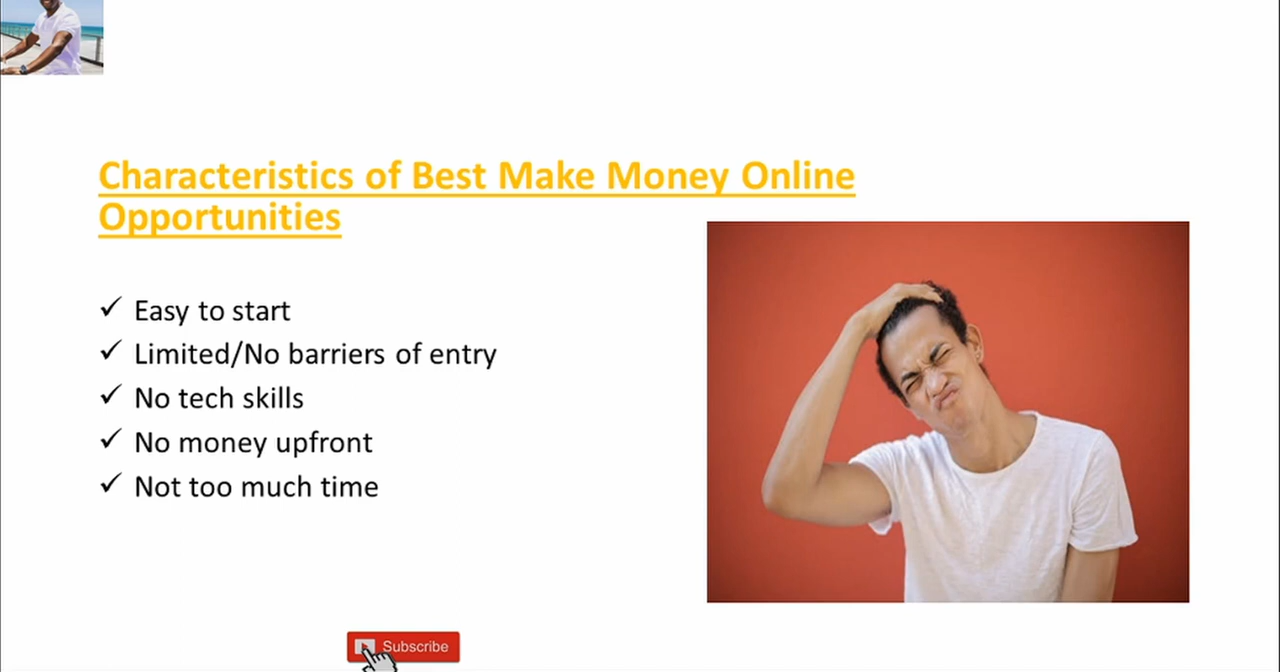 Characteristics of Best Make Money Online
Opportunities
Easy to start
Limited/No barriers of entry
No tech skills
No money upfront
Not too much time
Subscribe